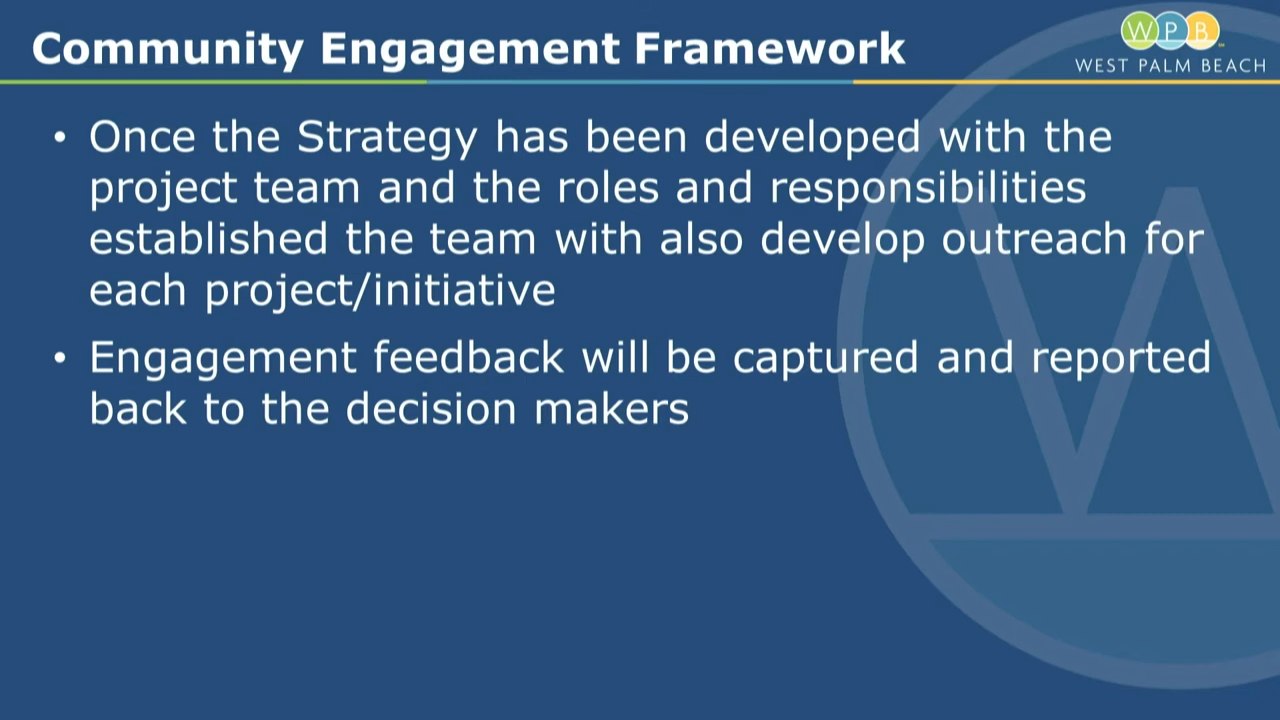 Community Engagement Framework
WPB
WEST PALM BEACH
• Once the Strategy has been developed with the
project team and the roles and responsibilities
established the team with also develop outreach for
each project/initiative
• Engagement feedback will be captured and reported
back to the decision makers